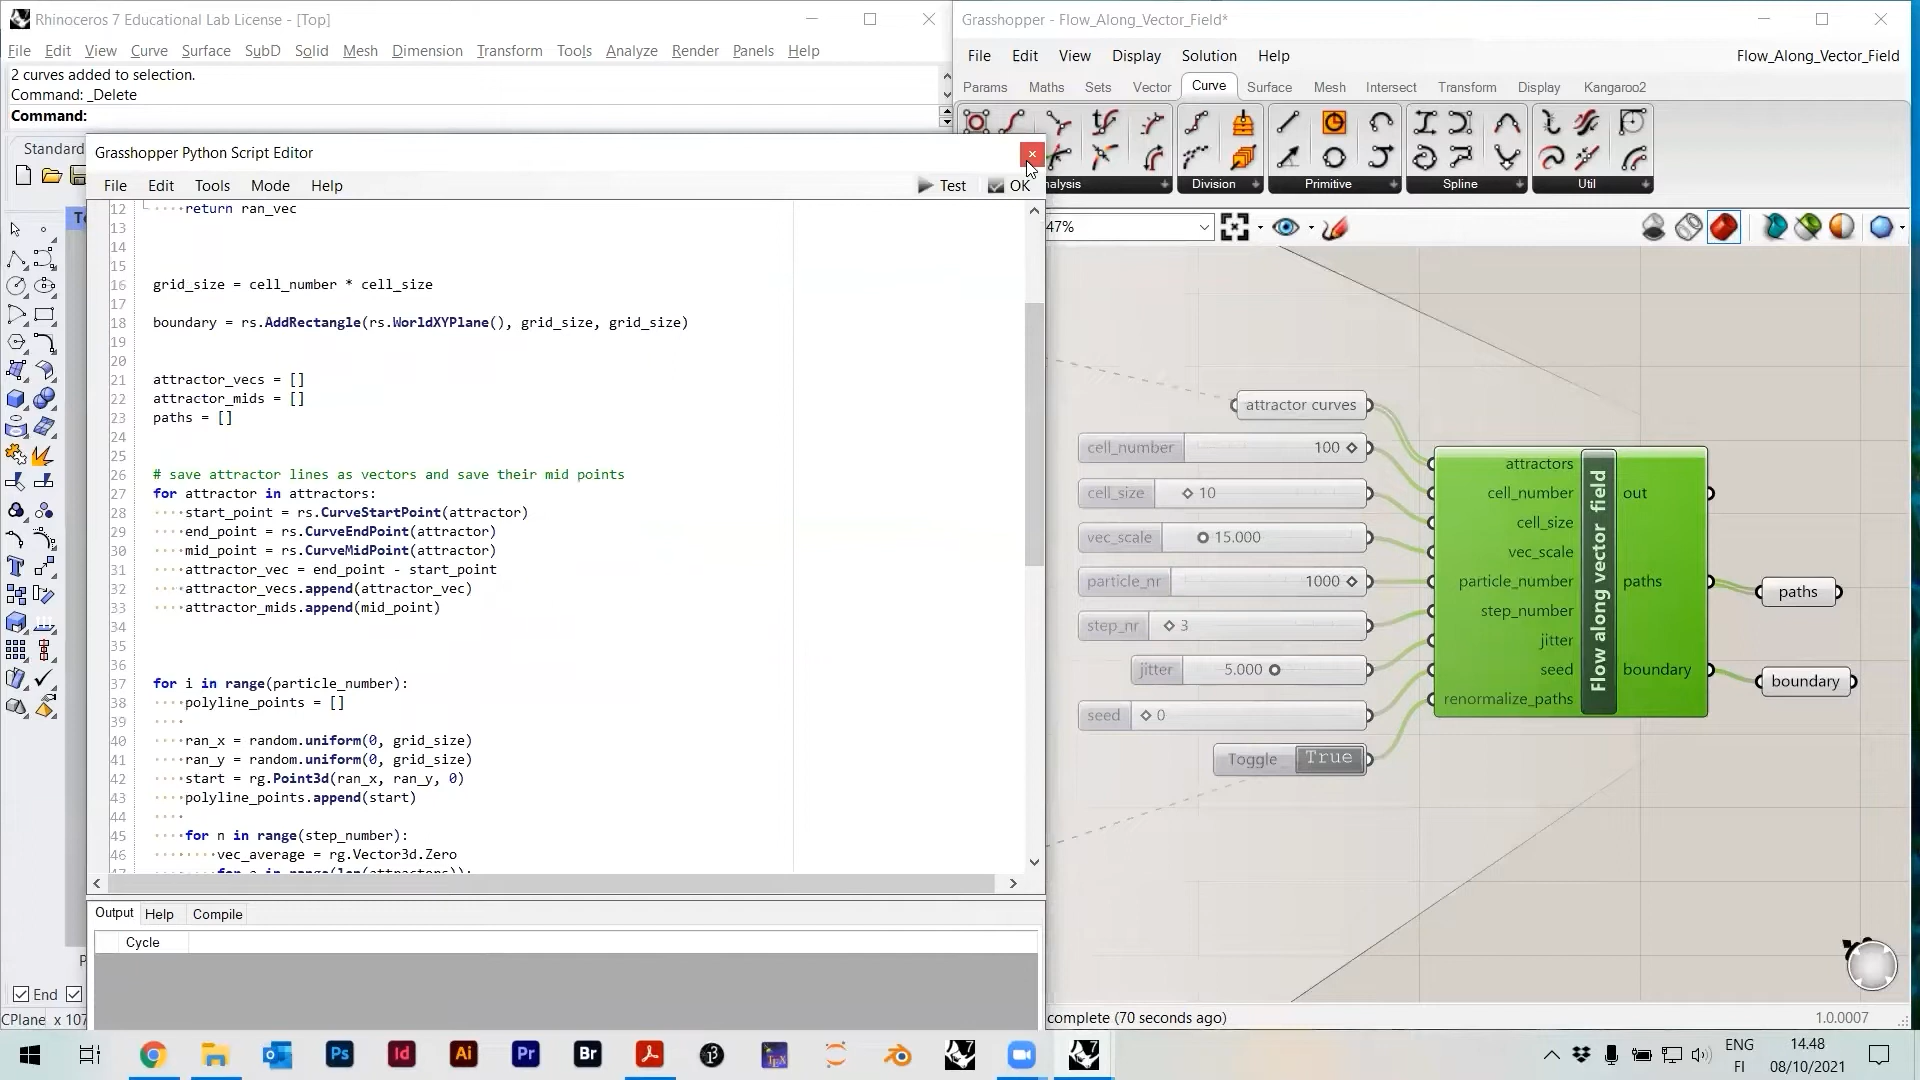 Rhinoceros 7 Educational Lab License - [Top]
File Edit View Curve Surface SubD Solid Mesh Dimension Transform Tools Analyze Render Panels Help
2 curves added to selection.
Command: _Delete
Command:
Standard
Grasshopper Python Script Editor
File Edit Tools Mode Help
Test OK
12 return ran_vec
13
14
15
16 grid_size = cell_number * cell_size
17
18 boundary = rs.AddRectangle(rs.WorldXYPlane(), grid_size, grid_size)
19
20
21 attractor_vecs = []
22 attractor_mids = []
23 paths = []
24
25
26 # save attractor lines as vectors and save their mid points
27 for attractor in attractors:
28 ····start_point = rs.CurveStartPoint(attractor)
29 ····end_point = rs.CurveEndPoint(attractor)
30 ····mid_point = rs.CurveMidPoint(attractor)
31 ····attractor_vec = end_point - start_point
32 ····attractor_vecs.append(attractor_vec)
33 ····attractor_mids.append(mid_point)
34
35
36
37 for i in range(particle_number):
38 ····polyline_points = []
39 ····
40 ····ran_x = random.uniform(0, grid_size)
41 ····ran_y = random.uniform(0, grid_size)
42 ····start = rg.Point3d(ran_x, ran_y, 0)
43 ····polyline_points.append(start)
44 ····
45 ····for n in range(step_number):
46 ········vec_average = rg.Vector3d.Zero
Output Help Compile
Cycle
End
CPlane x 107
Grasshopper - Flow_Along_Vector_Field*
File Edit View Display Solution Help
Flow_Along_Vector_Field
Params Maths Sets Vector Curve Surface Mesh Intersect Transform Display Kangaroo2
nalysis Division Primitive Spline Util
47%
attractor curves
cell_number 100
cell_size 10
vec_scale 15.000
particle_nr 1000
step_nr 3
jitter 5.000
seed 0
Toggle True
attractors
cell_number
cell_size
vec_scale
particle_number
step_number
jitter
seed
renormalize_paths
Flow along vector field
out
paths
boundary
paths
boundary
complete (70 seconds ago)
1.0.0007
Ps
Id
Ai
Pr
Br
ENG
FI
14.48
08/10/2021